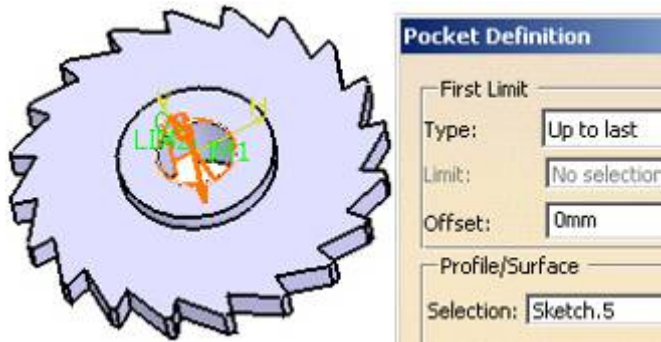 Pocket Definition
First Limit
Type: Up to last
Limit: No selection
Offset: 0mm
Profile/Surface
Selection: Sketch.5